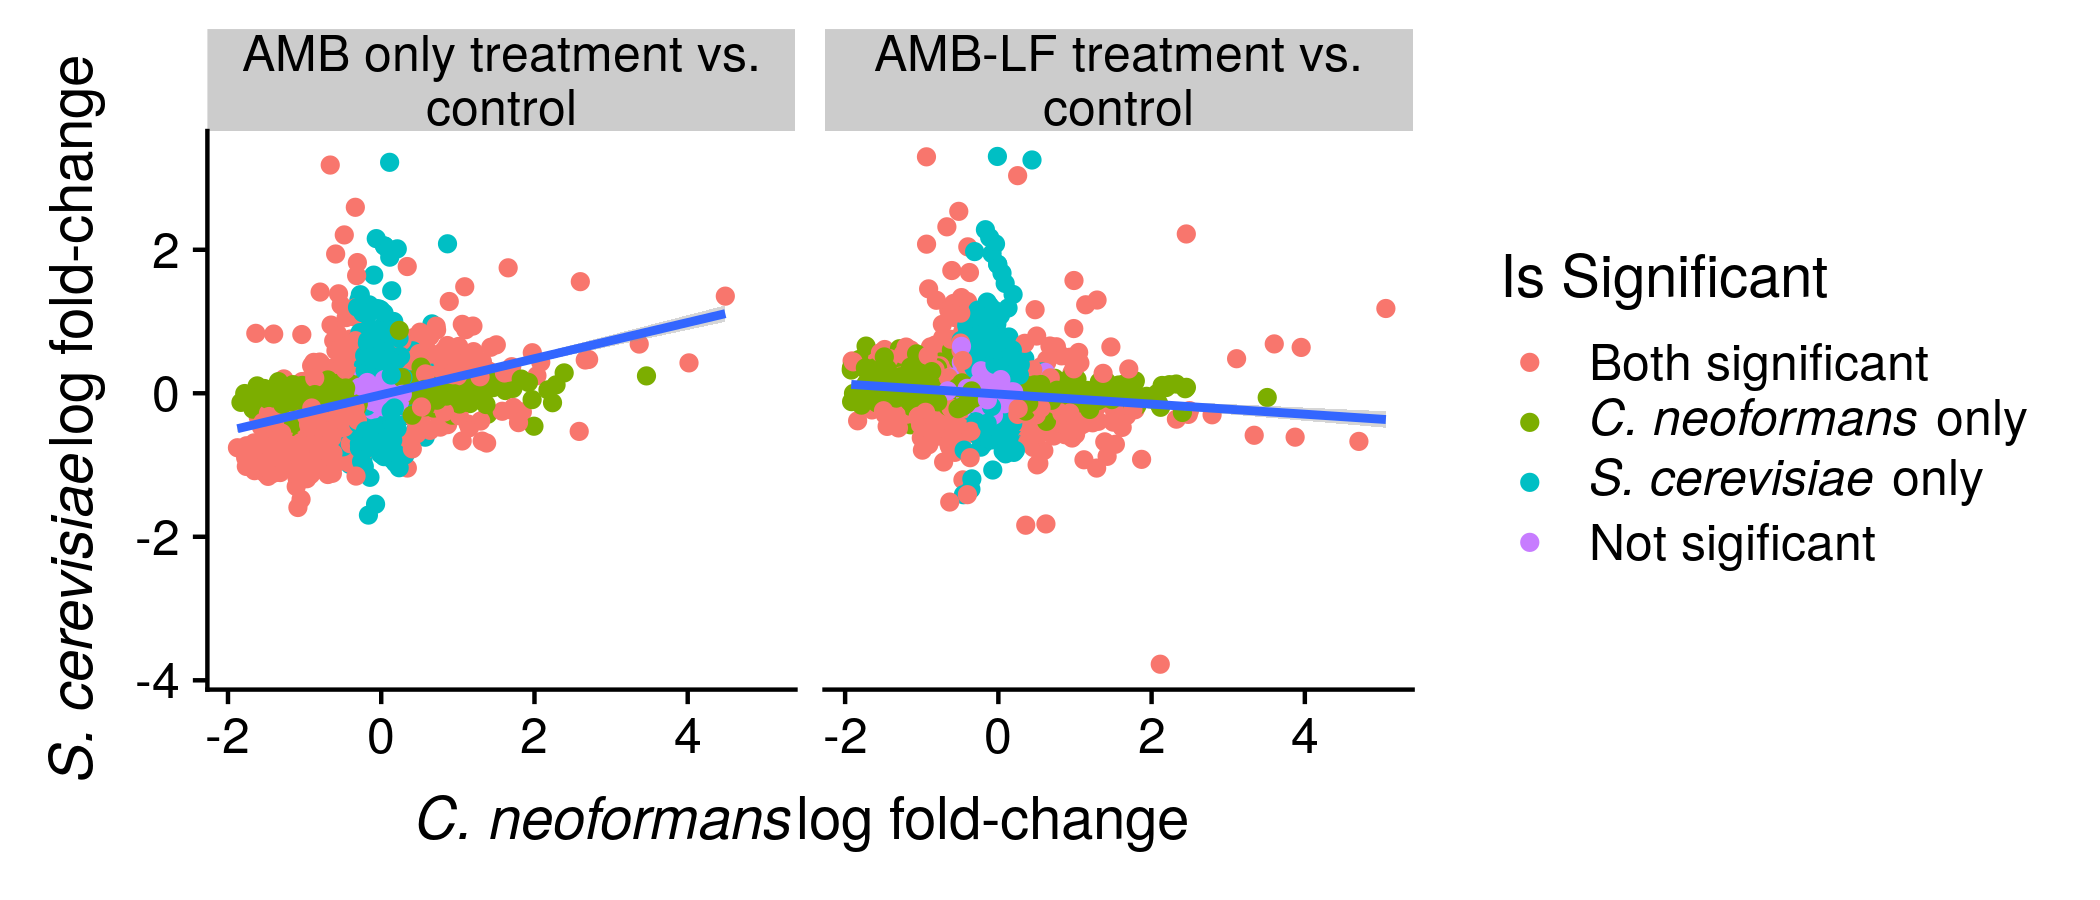 AMB only treatment vs.
control
AMB-LF treatment vs.
control
S. cerevisiae log fold-change
2
0
-2
-4
-2
0
2
4
-2
0
2
4
C. neoformans log fold-change
Is Significant
Both significant
C. neoformans only
S. cerevisiae only
Not sigificant